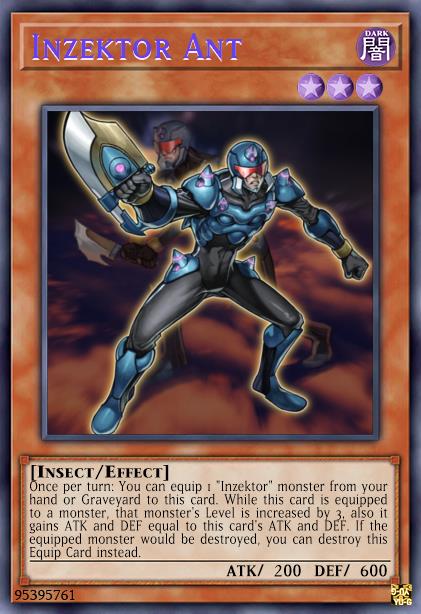 Inzektor Ant
DARK
闇
[Insect/Effect]
Once per turn: You can equip 1 "Inzektor" monster from your
hand or Graveyard to this card. While this card is equipped
to a monster, that monster's Level is increased by 3, also it
gains ATK and DEF equal to this card's ATK and DEF. If the
equipped monster would be destroyed, you can destroy this
Equip Card instead.
ATK/ 200 DEF/ 600
95395761